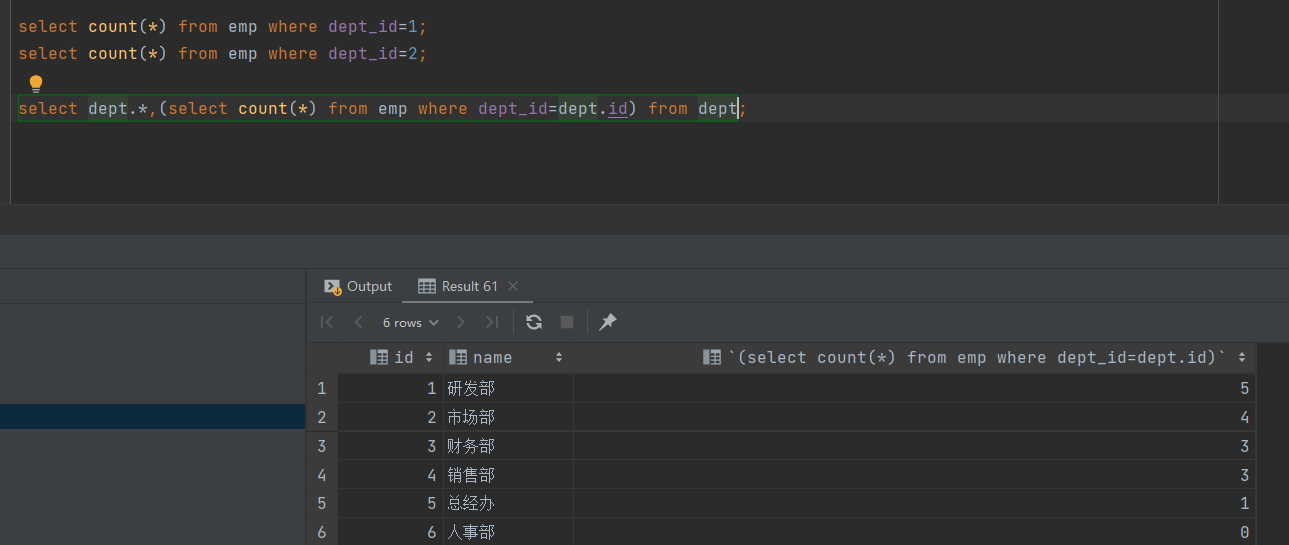 select count(*) from emp where dept_id=1;
select count(*) from emp where dept_id=2;
select dept.*,(select count(*) from emp where dept_id=dept.id) from dept;
Output Result 61
6 rows
id name `(select count(*) from emp where dept_id=dept.id)`
1 1 研发部 5
2 2 市场部 4
3 3 财务部 3
4 4 销售部 3
5 5 总经办 1
6 6 人事部 0